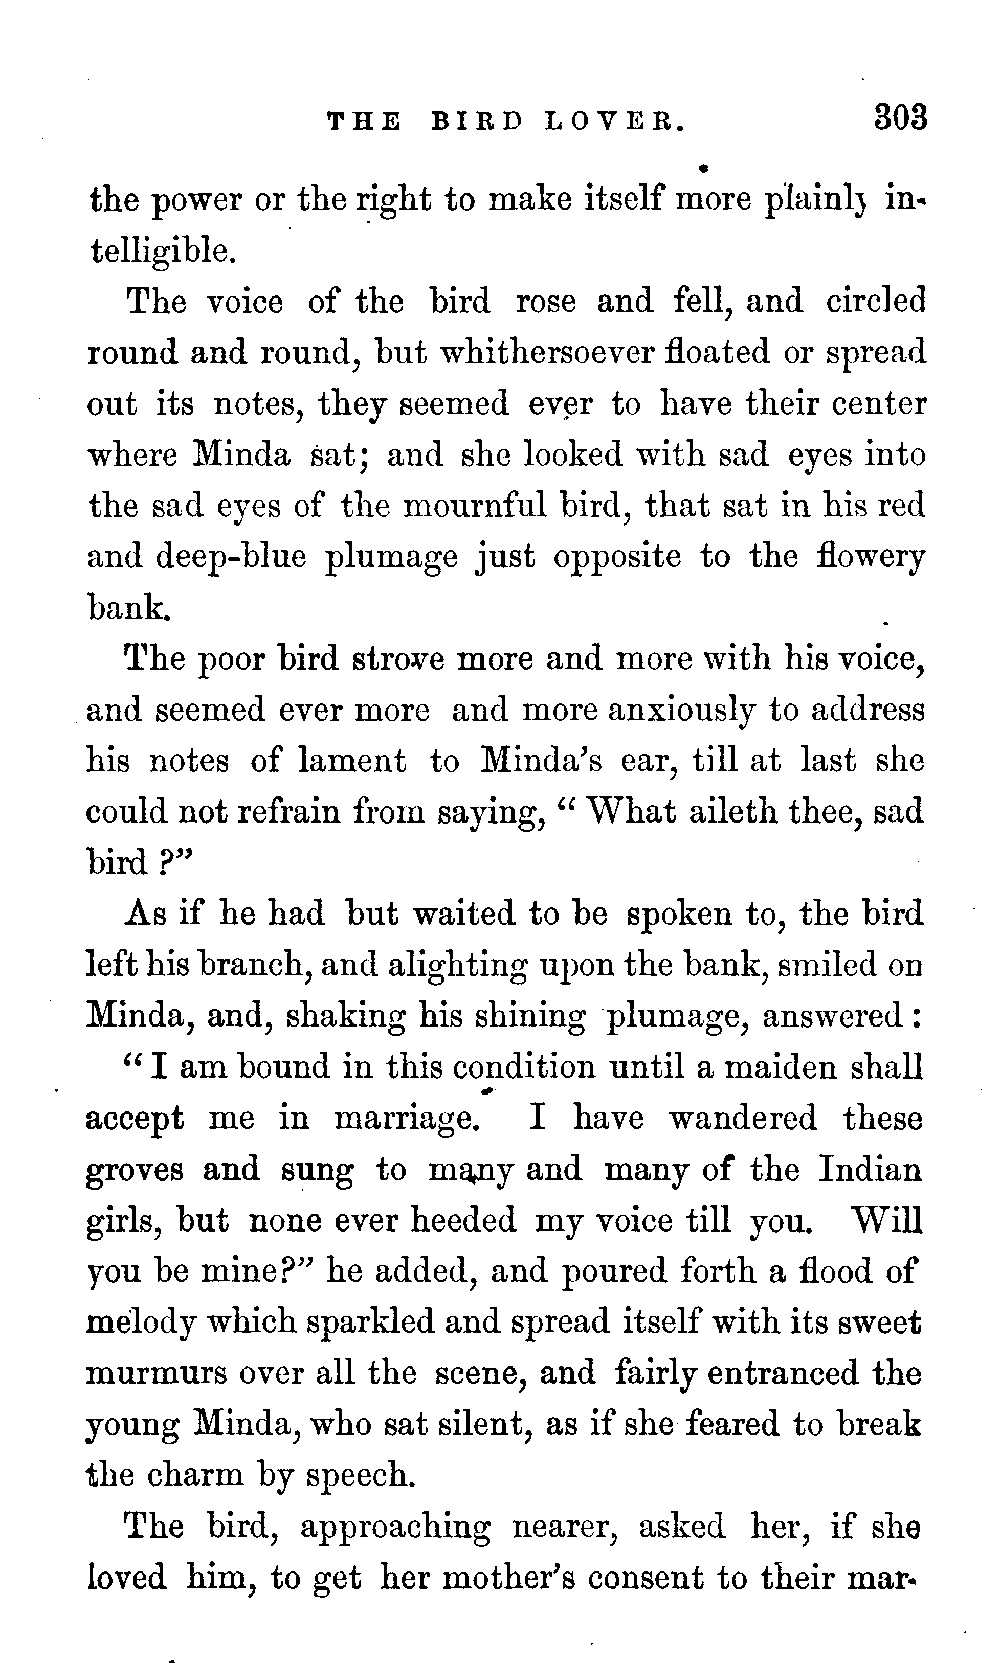 THE BIRD LOVER. 303
the power or the right to make itself more plainly in-
telligible.
The voice of the bird rose and fell, and circled
round and round, but whithersoever floated or spread
out its notes, they seemed ever to have their center
where Minda sat; and she looked with sad eyes into
the sad eyes of the mournful bird, that sat in his red
and deep-blue plumage just opposite to the flowery
bank.
The poor bird strove more and more with his voice,
and seemed ever more and more anxiously to address
his notes of lament to Minda's ear, till at last she
could not refrain from saying, "What aileth thee, sad
bird?"
As if he had but waited to be spoken to, the bird
left his branch, and alighting upon the bank, smiled on
Minda, and, shaking his shining plumage, answered:
"I am bound in this condition until a maiden shall
accept me in marriage. I have wandered these
groves and sung to many and many of the Indian
girls, but none ever heeded my voice till you. Will
you be mine?" he added, and poured forth a flood of
melody which sparkled and spread itself with its sweet
murmurs over all the scene, and fairly entranced the
young Minda, who sat silent, as if she feared to break
the charm by speech.
The bird, approaching nearer, asked her, if she
loved him, to get her mother's consent to their mar-